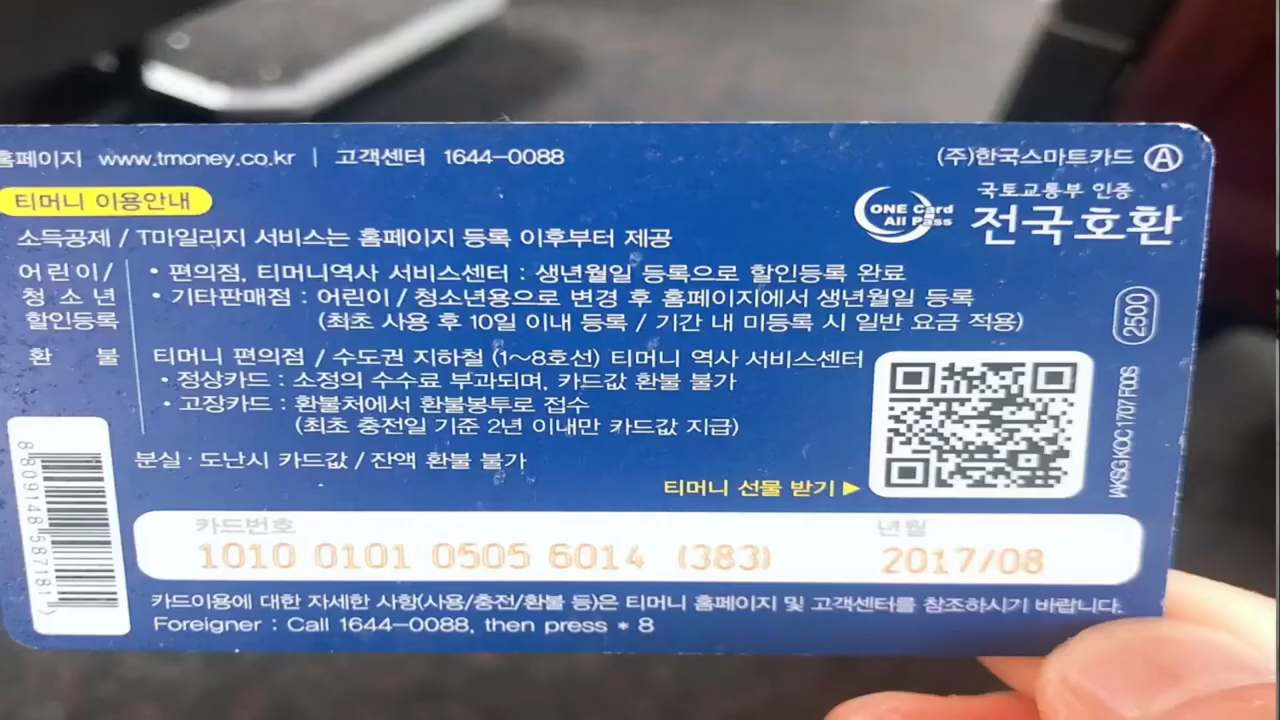 홈페이지 www.tmoney.co.kr | 고객센터 1644-0088
(주)한국스마트카드 A
티머니 이용안내
ONE Card All Pass
국토교통부 인증
전국호환
소득공제 / T마일리지 서비스는 홈페이지 등록 이후부터 제공
어린이/청소년 할인등록
• 편의점, 티머니역사 서비스센터 : 생년월일 등록으로 할인등록 완료
• 기타판매점 : 어린이 / 청소년용으로 변경 후 홈페이지에서 생년월일 등록
(최초 사용 후 10일 이내 등록 / 기간 내 미등록 시 일반 요금 적용)
2500
환 불
티머니 편의점 / 수도권 지하철 (1~8호선) 티머니 역사 서비스센터
• 정상카드 : 소정의 수수료 부과되며, 카드값 환불 불가
• 고장카드 : 환불처에서 환불봉투로 접수
(최초 충전일 기준 2년 이내만 카드값 지급)
분실 · 도난시 카드값 / 잔액 환불 불가
티머니 선물 받기 ▶
IAKSG KCC 1707 F00S
8 809148 587181
카드번호 년월
1010 0101 0505 6014 (383) 2017/08
카드이용에 대한 자세한 사항(사용/충전/환불 등)은 티머니 홈페이지 및 고객센터를 참조하시기 바랍니다.
Foreigner : Call 1644-0088, then press * 8